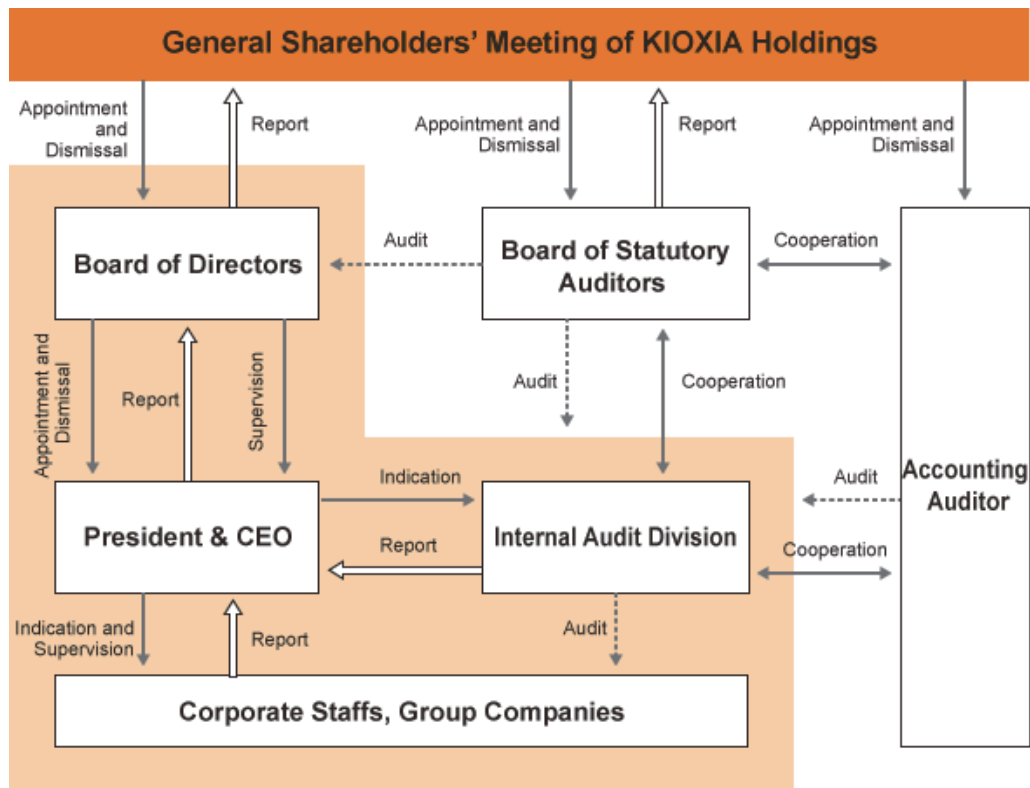 General Shareholders’ Meeting of KIOXIA Holdings
Appointment
and
Dismissal
Report
Appointment and
Dismissal
Report
Appointment and
Dismissal
Board of Directors
Audit
Board of Statutory
Auditors
Cooperation
Appointment and
Dismissal
Report
Supervision
Audit
Cooperation
Accounting
Auditor
President & CEO
Indication
Report
Internal Audit Division
Audit
Cooperation
Indication and
Supervision
Report
Audit
Corporate Staffs, Group Companies